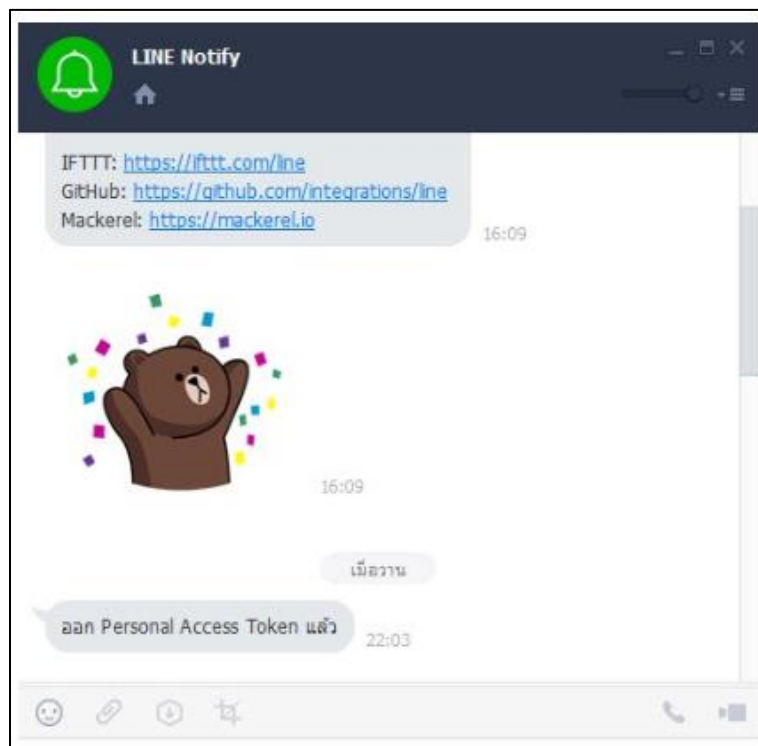 LINE Notify
IFTTT: https://ifttt.com/line
GitHub: https://github.com/integrations/line
Mackerel: https://mackerel.io
16:09
16:09
เมื่อวาน
ออก Personal Access Token แล้ว
22:03